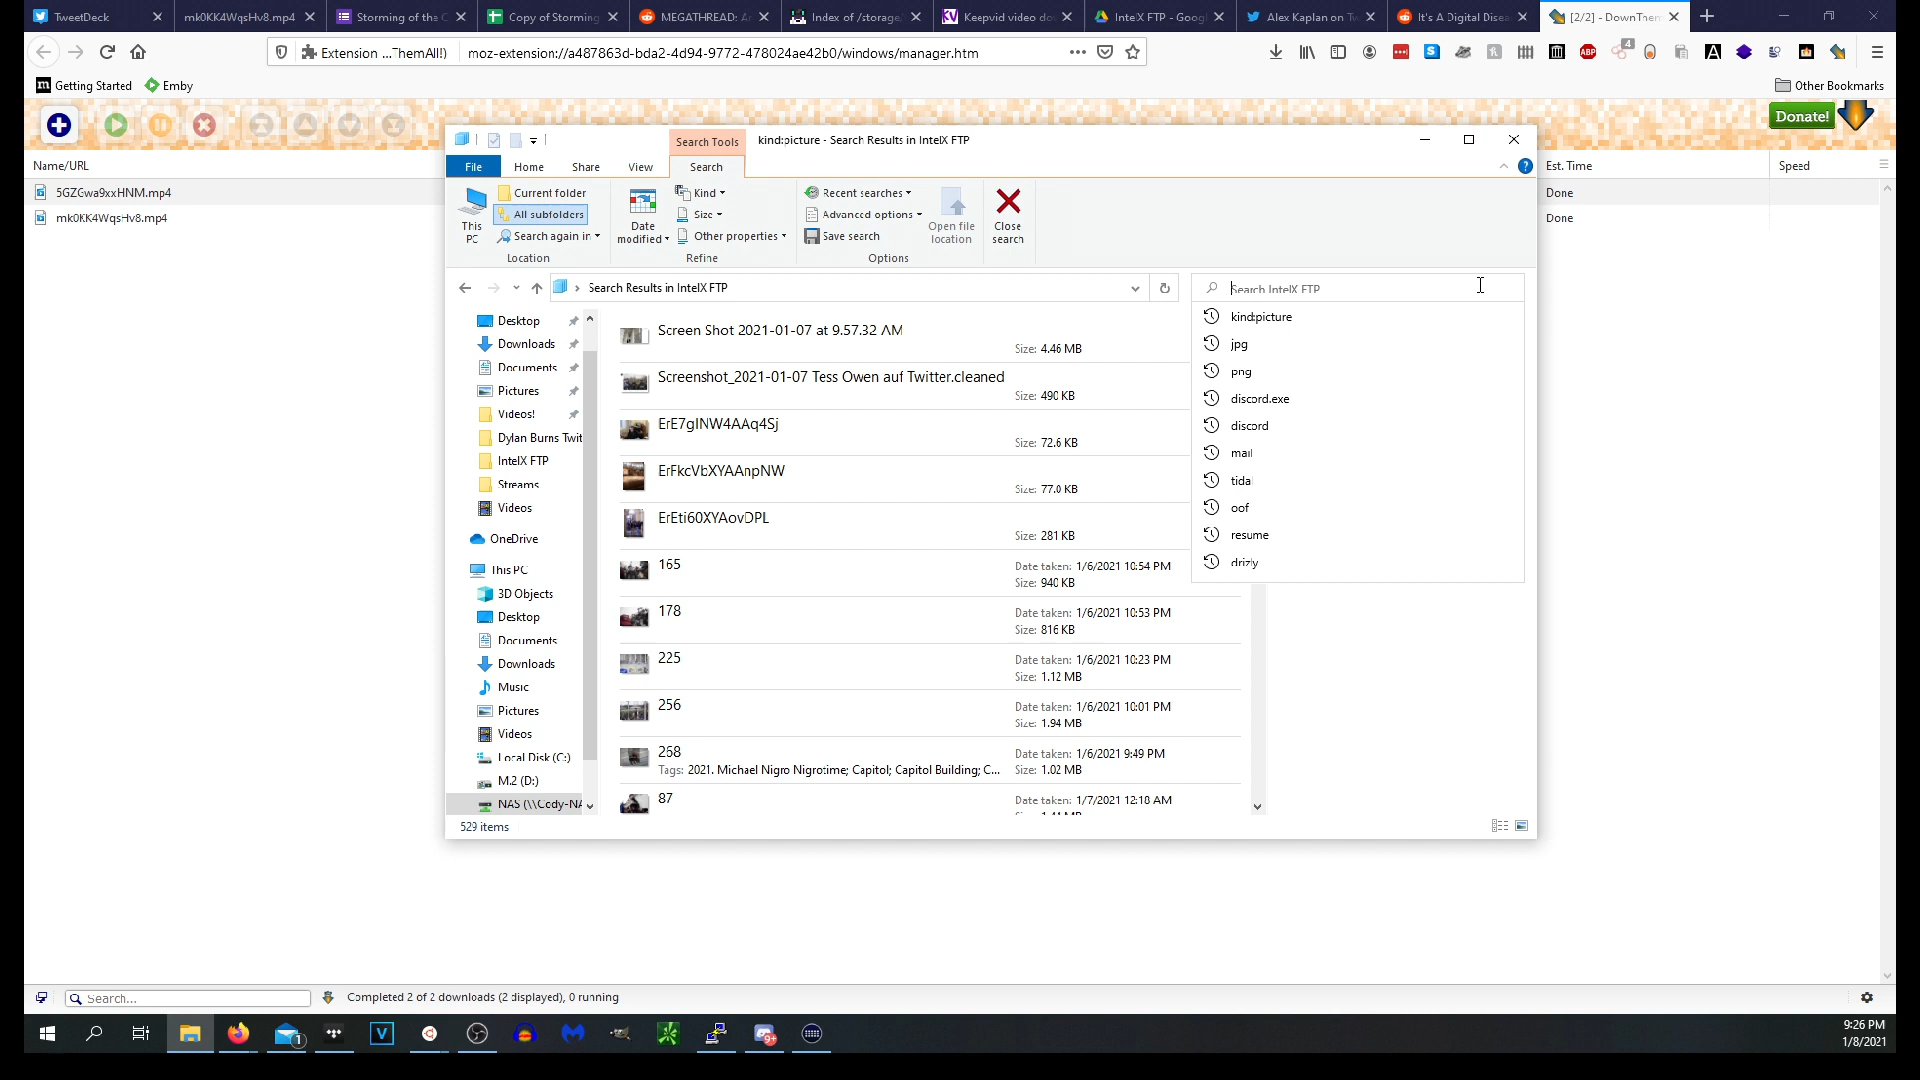 TweetDeck
mk0KK4WqsHv8.mp4
Storming of the C
Copy of Storming
MEGATHREAD: A
Index of /storage
Keepvid video do
IntelX FTP - Goog
Alex Kaplan on Tw
It's A Digital Disea
[2/2] - DownThem
Extension ...ThemAll!)
moz-extension://a487863d-bda2-4d94-9772-478024ae42b0/windows/manager.htm
Getting Started
Emby
Other Bookmarks
Donate!
Name/URL
Est. Time
Speed
5GZGwa9xxHNM.mp4
Done
mk0KK4WqsHv8.mp4
Done
Search Tools
kind:picture - Search Results in IntelX FTP
File
Home
Share
View
Search
This PC
Current folder
All subfolders
Search again in
Location
Date modified
Kind
Size
Other properties
Refine
Recent searches
Advanced options
Save search
Options
Open file location
Close search
Search Results in IntelX FTP
Search IntelX FTP
kind:picture
jpg
png
discord.exe
discord
mail
tidal
oof
resume
drizly
Desktop
Downloads
Documents
Pictures
Videos!
Dylan Burns Twit
IntelX FTP
Streams
Videos
OneDrive
This PC
3D Objects
Desktop
Documents
Downloads
Music
Pictures
Videos
Local Disk (C:)
M.2 (D:)
NAS (\\Cody-NA
Screen Shot 2021-01-07 at 9.57.32 AM
Size: 4.46 MB
Screenshot_2021-01-07 Tess Owen auf Twitter.cleaned
Size: 490 KB
ErE7gINW4AAq4Sj
Size: 72.6 KB
ErFkcVbXYAAnpNW
Size: 77.0 KB
ErEti60XYAovDPL
Size: 281 KB
165
Date taken: 1/6/2021 10:54 PM
Size: 940 KB
178
Date taken: 1/6/2021 10:53 PM
Size: 816 KB
225
Date taken: 1/6/2021 10:23 PM
Size: 1.12 MB
256
Date taken: 1/6/2021 10:01 PM
Size: 1.94 MB
268
Date taken: 1/6/2021 9:49 PM
Tags: 2021. Michael Nigro Nigrotime; Capitol; Capitol Building; C...
Size: 1.02 MB
87
Date taken: 1/7/2021 12:18 AM
529 items
Search...
Completed 2 of 2 downloads (2 displayed), 0 running
9:26 PM
1/8/2021